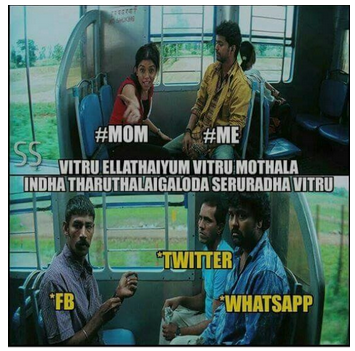 #MOM #ME
SS
VITRU ELLATHAIYUM VITRU MOTHALA
INDHA THARUTHALAIGALODA SERURADHA VITRU
*TWITTER
*FB *WHATSAPP